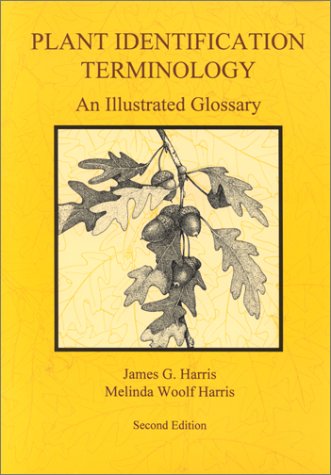 PLANT IDENTIFICATION
TERMINOLOGY
An Illustrated Glossary
James G. Harris
Melinda Woolf Harris
Second Edition